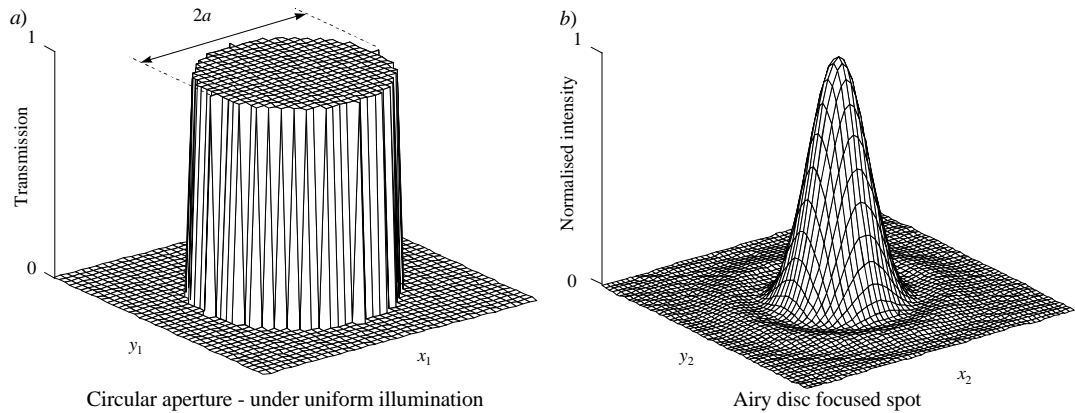 a)
2a
1
Transmission
0
y1
x1
Circular aperture - under uniform illumination
b)
1
Normalised intensity
0
y2
x2
Airy disc focused spot